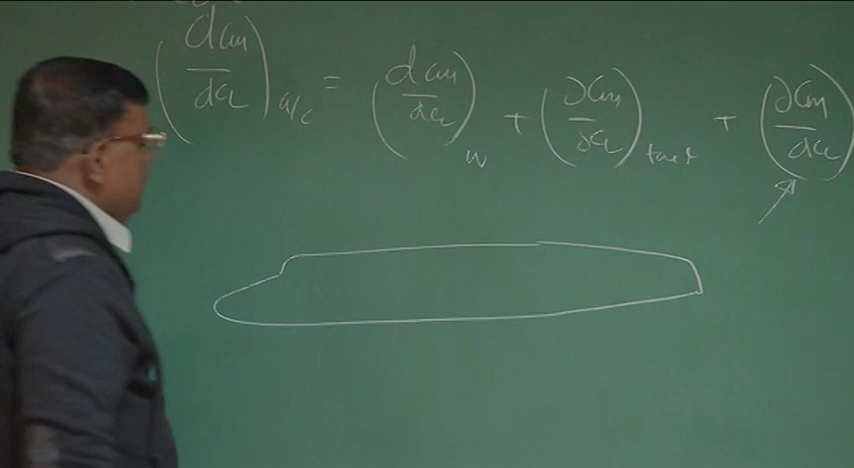 (dCm/dCL)a/c = (dCm/dCL)w + (∂Cm/∂CL)tail + (∂Cm/∂CL)